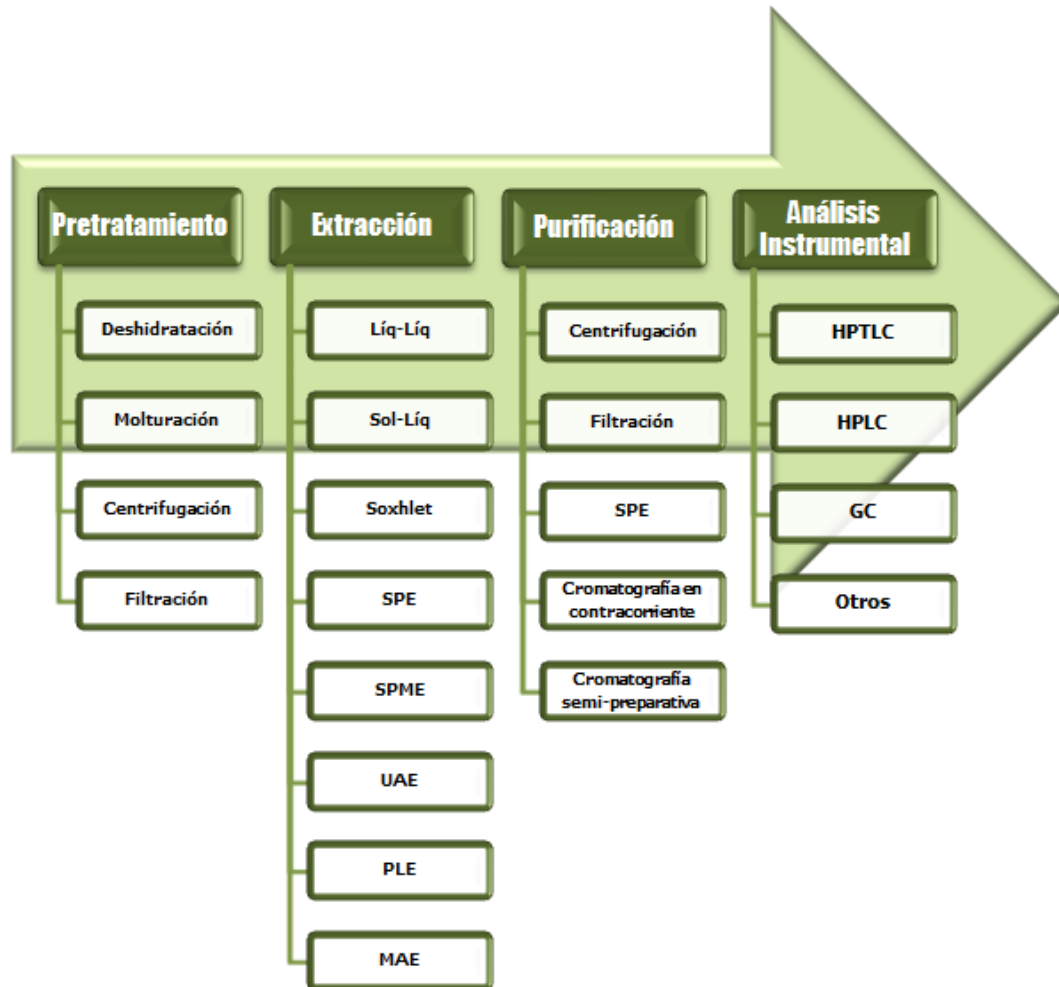 Pretratamiento
Deshidratación
Molturación
Centrifugación
Filtración
Extracción
Líq-Líq
Sol-Líq
Soxhlet
SPE
SPME
UAE
PLE
MAE
Purificación
Centrifugación
Filtración
SPE
Cromatografía en
contracorriente
Cromatografía
semi-preparativa
Análisis
Instrumental
HPTLC
HPLC
GC
Otros